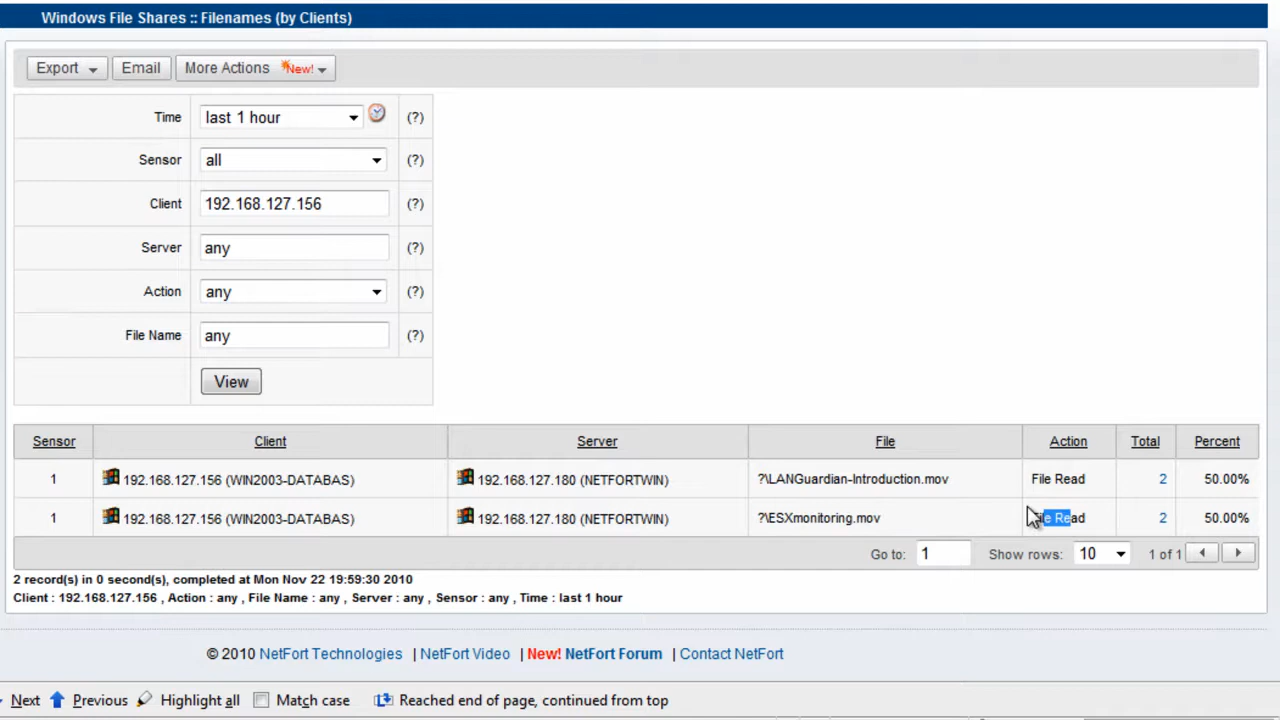 Windows File Shares :: Filenames (by Clients)
Export Email More Actions New!
Time last 1 hour (?)
Sensor all (?)
Client 192.168.127.156 (?)
Server any (?)
Action any (?)
File Name any (?)
View
Sensor Client Server File Action Total Percent
1 192.168.127.156 (WIN2003-DATABAS) 192.168.127.180 (NETFORTWIN) ?\LANGuardian-Introduction.mov File Read 2 50.00%
1 192.168.127.156 (WIN2003-DATABAS) 192.168.127.180 (NETFORTWIN) ?\ESXmonitoring.mov File Read 2 50.00%
Go to: 1 Show rows: 10 1 of 1
2 record(s) in 0 second(s), completed at Mon Nov 22 19:59:30 2010
Client : 192.168.127.156 , Action : any , File Name : any , Server : any , Sensor : any , Time : last 1 hour
© 2010 NetFort Technologies | NetFort Video | New! NetFort Forum | Contact NetFort
Next Previous Highlight all Match case Reached end of page, continued from top